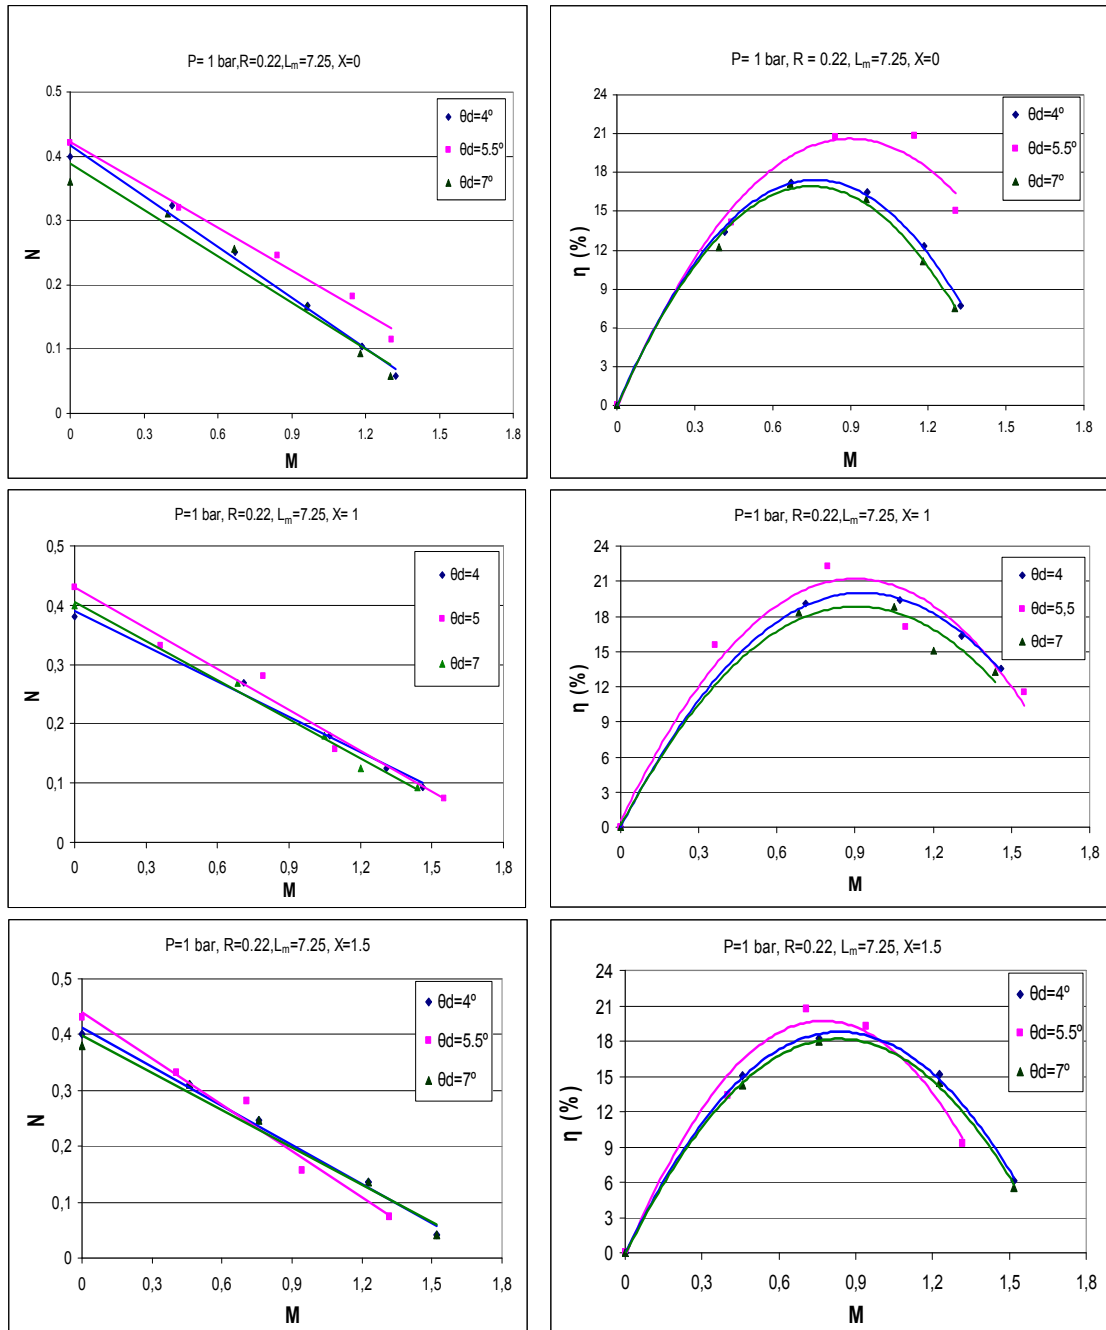 P= 1 bar,R=0.22,Lm=7.25, X=0
0.5
0.4
0.3
0.2
0.1
0
N
0 0.3 0.6 0.9 1.2 1.5 1.8
M
θd=4º
θd=5.5º
θd=7º
P= 1 bar, R = 0.22, Lm=7.25, X=0
24
21
18
15
12
9
6
3
0
η (%)
0 0.3 0.6 0.9 1.2 1.5 1.8
M
θd=4º
θd=5.5º
θd=7º
P=1 bar, R=0.22, Lm=7.25, X= 1
0,5
0,4
0,3
0,2
0,1
0
N
0 0,3 0,6 0,9 1,2 1,5 1,8
M
θd=4
θd=5
θd=7
P=1 bar, R=0.22,Lm=7.25, X= 1
24
21
18
15
12
9
6
3
0
η (%)
0 0,3 0,6 0,9 1,2 1,5 1,8
M
θd=4
θd=5,5
θd=7
P=1 bar, R=0.22,Lm=7.25, X=1.5
0,5
0,4
0,3
0,2
0,1
0
N
0 0,3 0,6 0,9 1,2 1,5 1,8
M
θd=4º
θd=5.5º
θd=7º
P=1 bar, R=0.22, Lm=7.25, X=1.5
24
21
18
15
12
9
6
3
0
η (%)
0 0,3 0,6 0,9 1,2 1,5 1,8
M
θd=4º
θd=5.5º
θd=7º